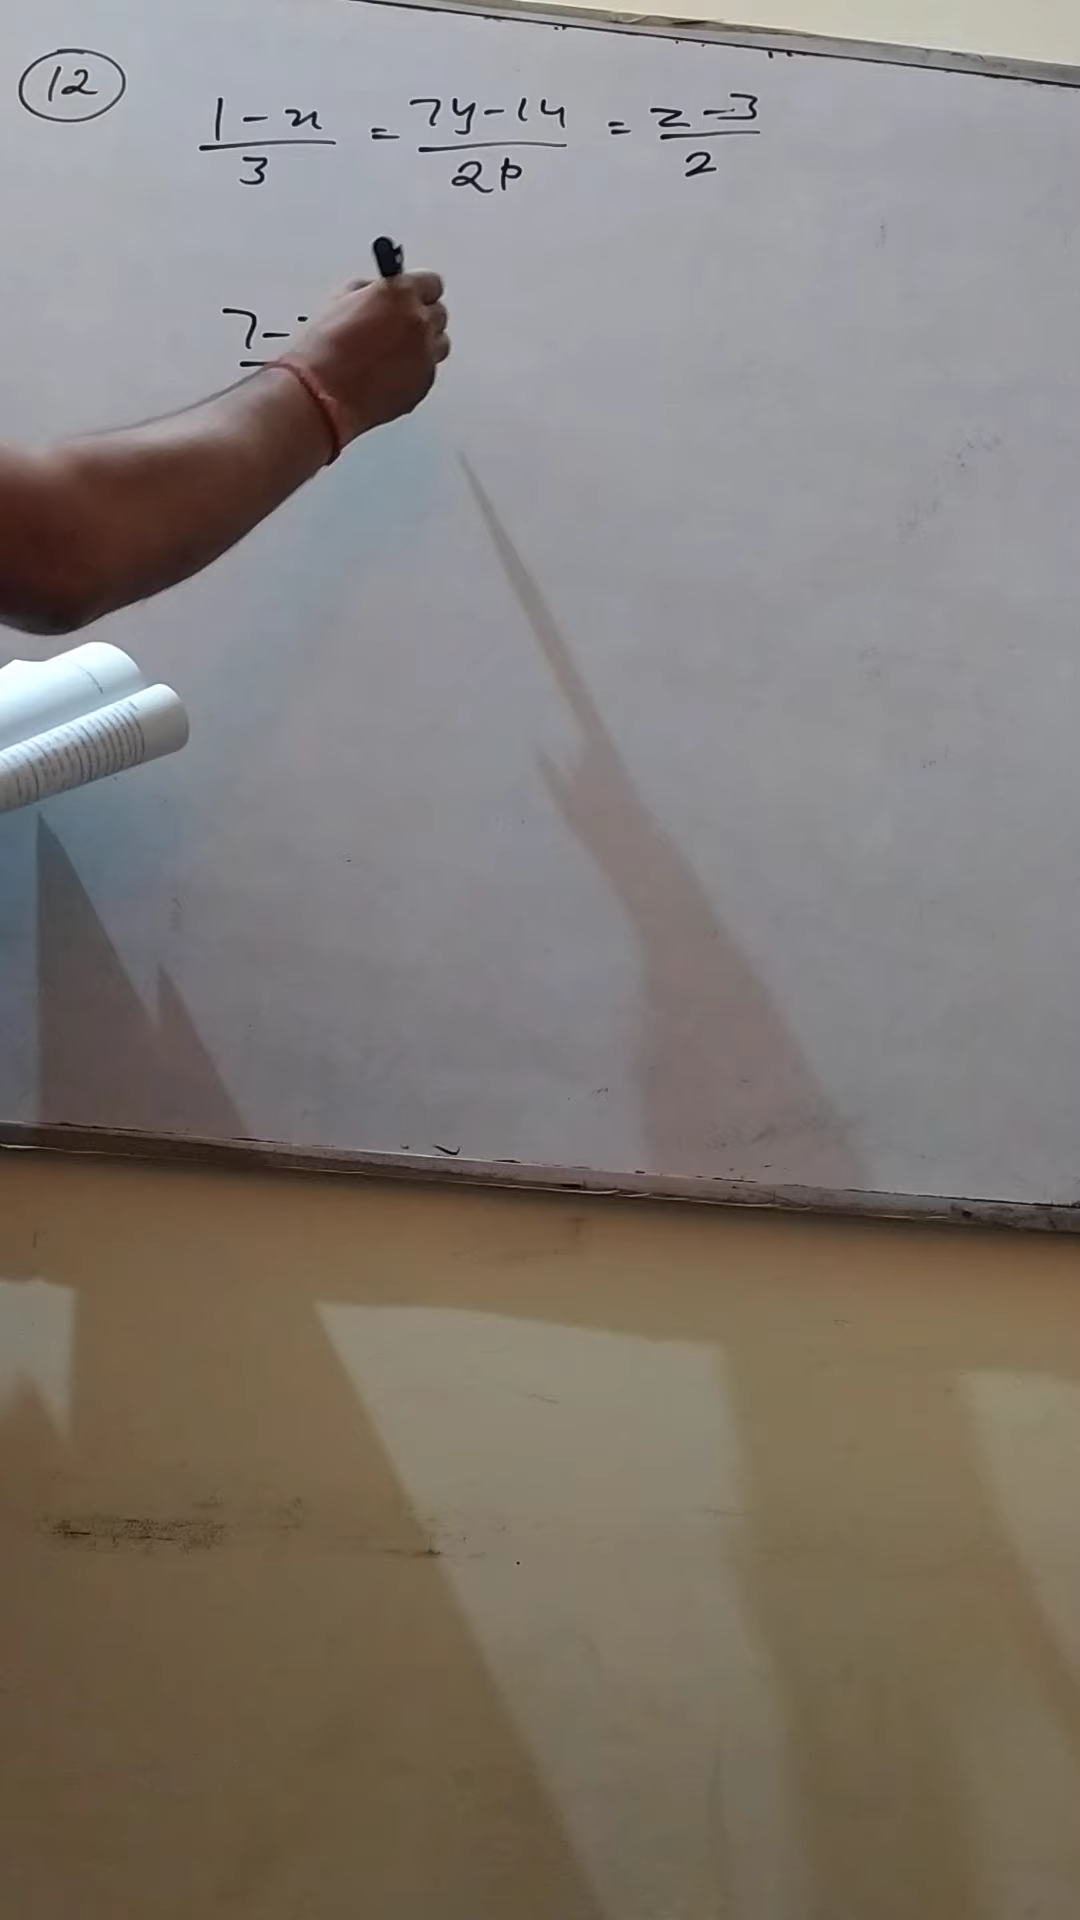 12
1-x/3 = 7y-14/2p = z-3/2
7-